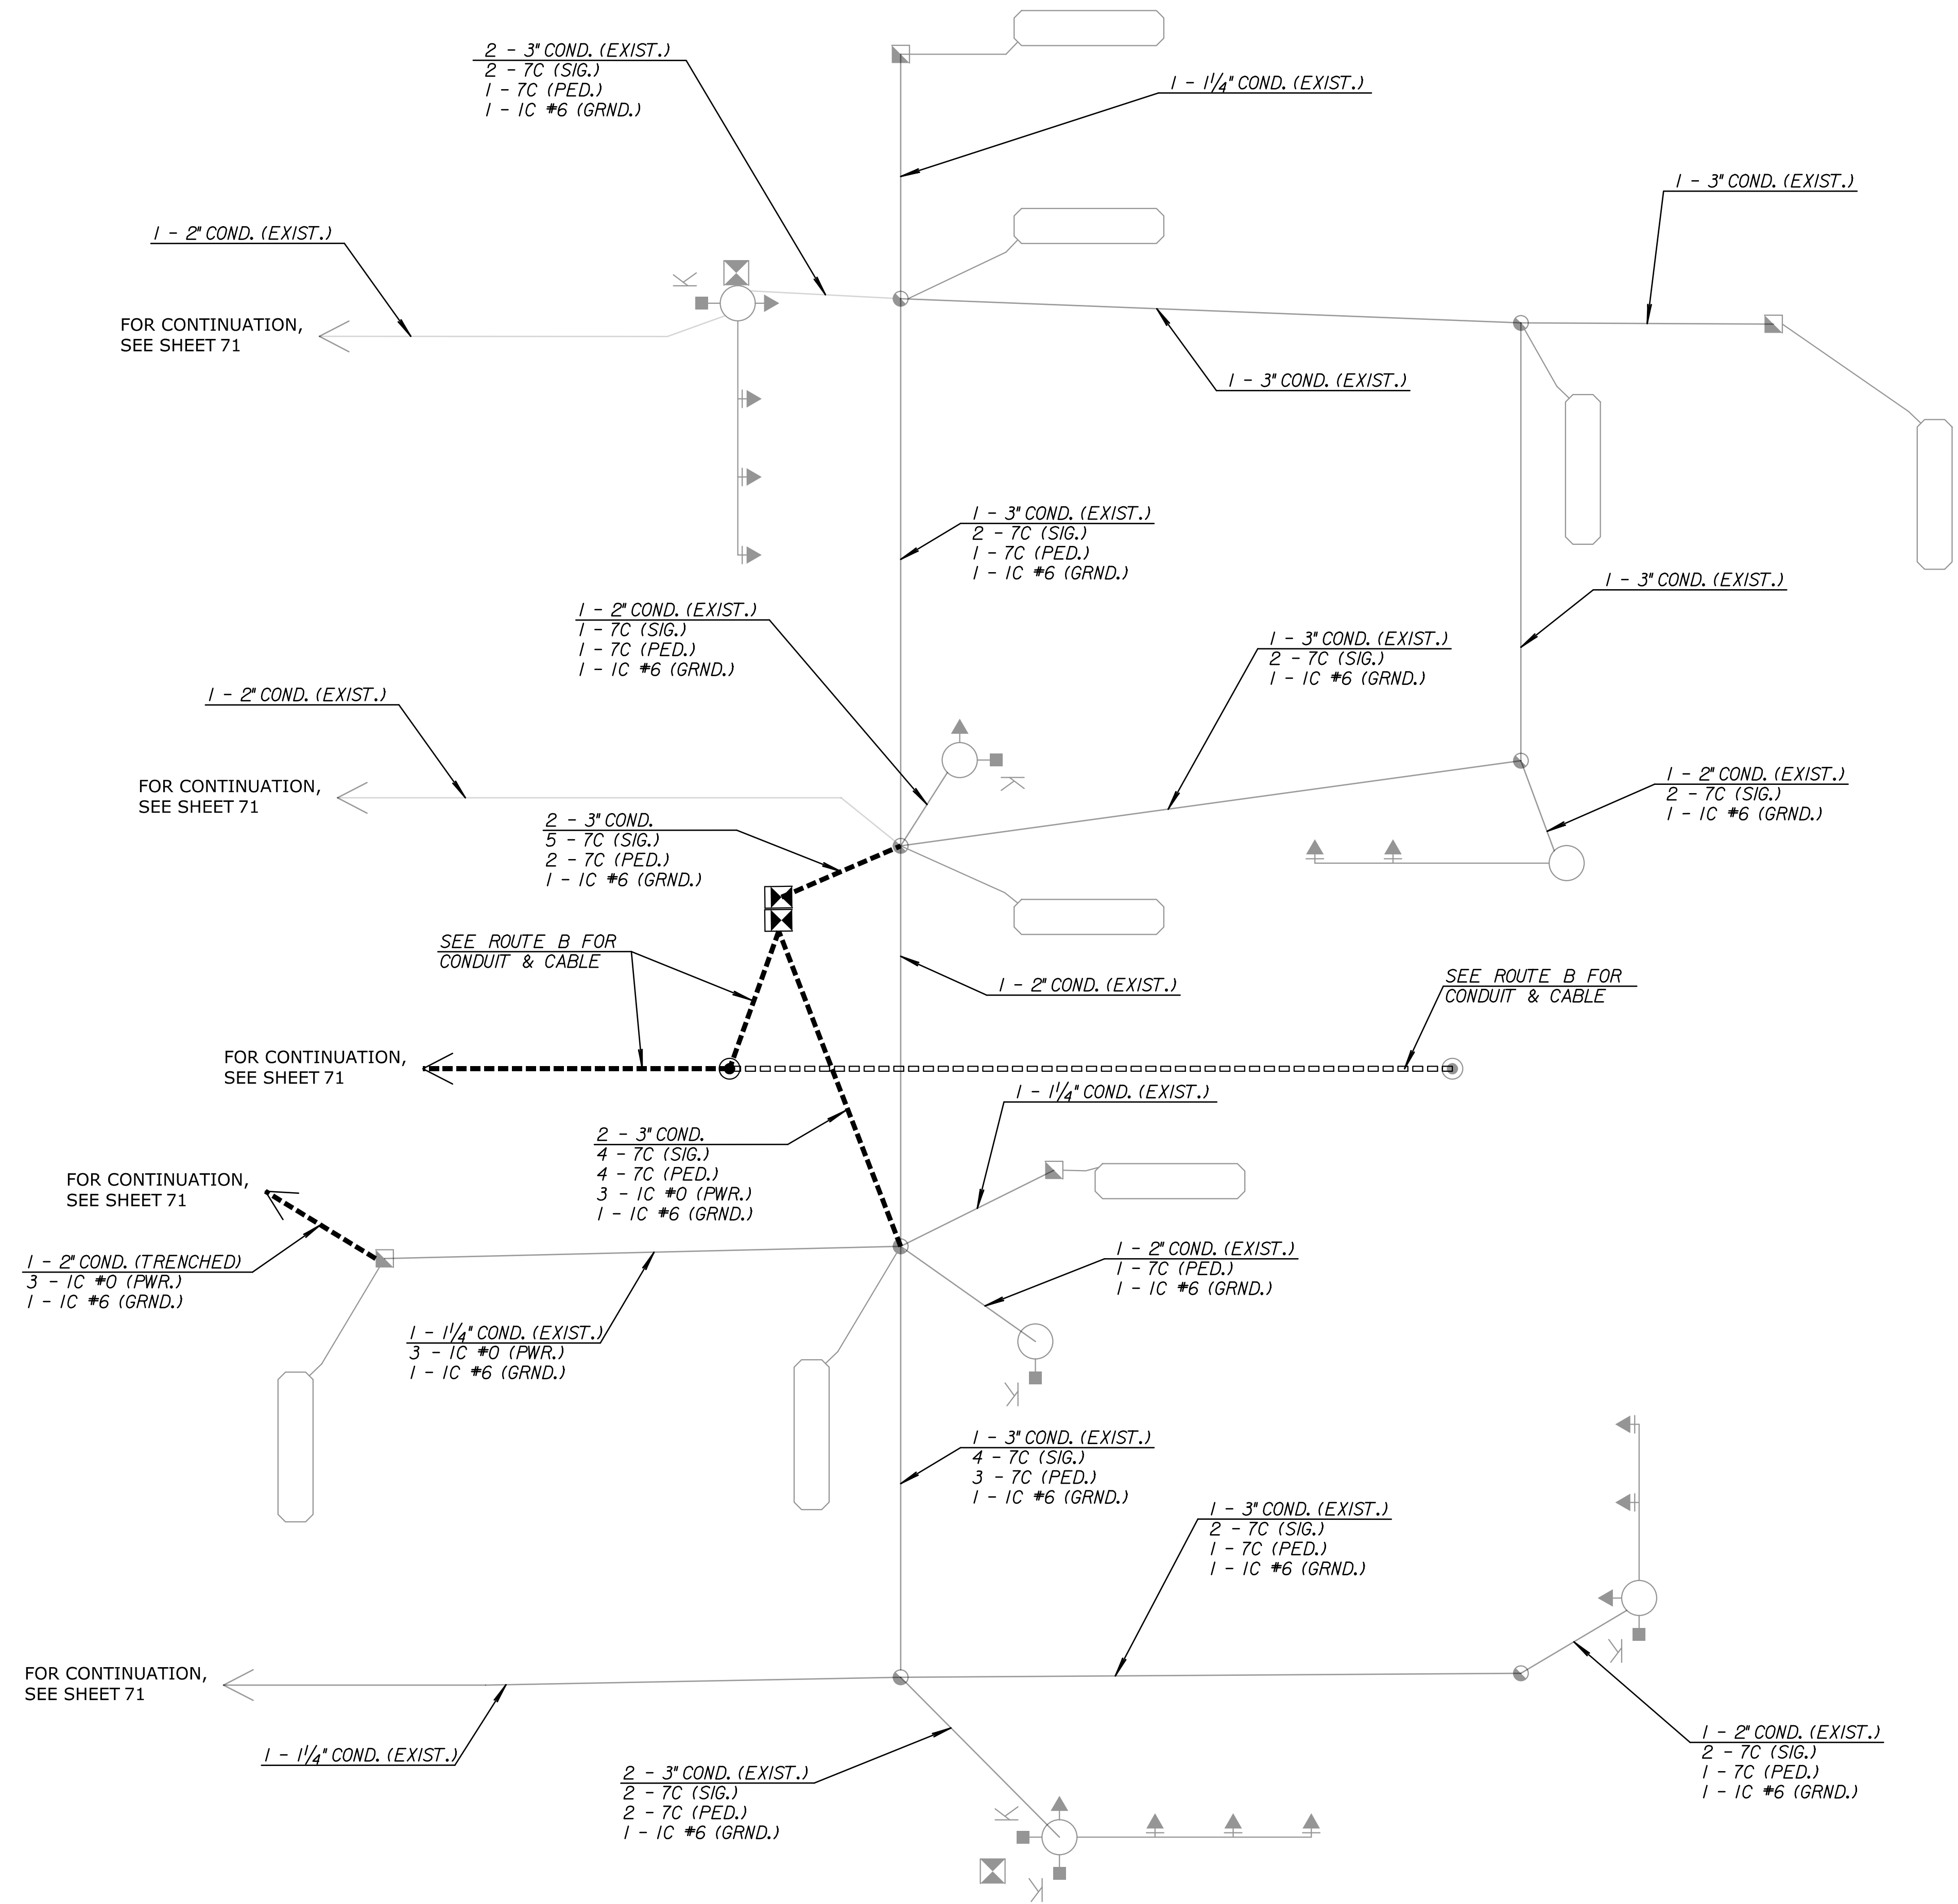 2 - 3" COND. (EXIST.)
2 - 7C (SIG.)
1 - 7C (PED.)
1 - 1C #6 (GRND.)
1 - 1 1/4" COND. (EXIST.)
1 - 3" COND. (EXIST.)
1 - 2" COND. (EXIST.)
FOR CONTINUATION,
SEE SHEET 71
1 - 3" COND. (EXIST.)
1 - 3" COND. (EXIST.)
2 - 7C (SIG.)
1 - 7C (PED.)
1 - 1C #6 (GRND.)
1 - 3" COND. (EXIST.)
1 - 2" COND. (EXIST.)
1 - 7C (SIG.)
1 - 7C (PED.)
1 - 1C #6 (GRND.)
1 - 3" COND. (EXIST.)
2 - 7C (SIG.)
1 - 1C #6 (GRND.)
1 - 2" COND. (EXIST.)
FOR CONTINUATION,
SEE SHEET 71
1 - 2" COND. (EXIST.)
2 - 7C (SIG.)
1 - 1C #6 (GRND.)
2 - 3" COND.
5 - 7C (SIG.)
2 - 7C (PED.)
1 - 1C #6 (GRND.)
SEE ROUTE B FOR
CONDUIT & CABLE
1 - 2" COND. (EXIST.)
SEE ROUTE B FOR
CONDUIT & CABLE
FOR CONTINUATION,
SEE SHEET 71
1 - 1 1/4" COND. (EXIST.)
2 - 3" COND.
4 - 7C (SIG.)
4 - 7C (PED.)
3 - 1C #0 (PWR.)
1 - 1C #6 (GRND.)
FOR CONTINUATION,
SEE SHEET 71
1 - 2" COND. (TRENCHED)
3 - 1C #0 (PWR.)
1 - 1C #6 (GRND.)
1 - 2" COND. (EXIST.)
1 - 7C (PED.)
1 - 1C #6 (GRND.)
1 - 1 1/4" COND. (EXIST.)
3 - 1C #0 (PWR.)
1 - 1C #6 (GRND.)
1 - 3" COND. (EXIST.)
4 - 7C (SIG.)
3 - 7C (PED.)
1 - 1C #6 (GRND.)
1 - 3" COND. (EXIST.)
2 - 7C (SIG.)
1 - 7C (PED.)
1 - 1C #6 (GRND.)
FOR CONTINUATION,
SEE SHEET 71
1 - 1 1/4" COND. (EXIST.)
2 - 3" COND. (EXIST.)
2 - 7C (SIG.)
2 - 7C (PED.)
1 - 1C #6 (GRND.)
1 - 2" COND. (EXIST.)
2 - 7C (SIG.)
1 - 7C (PED.)
1 - 1C #6 (GRND.)